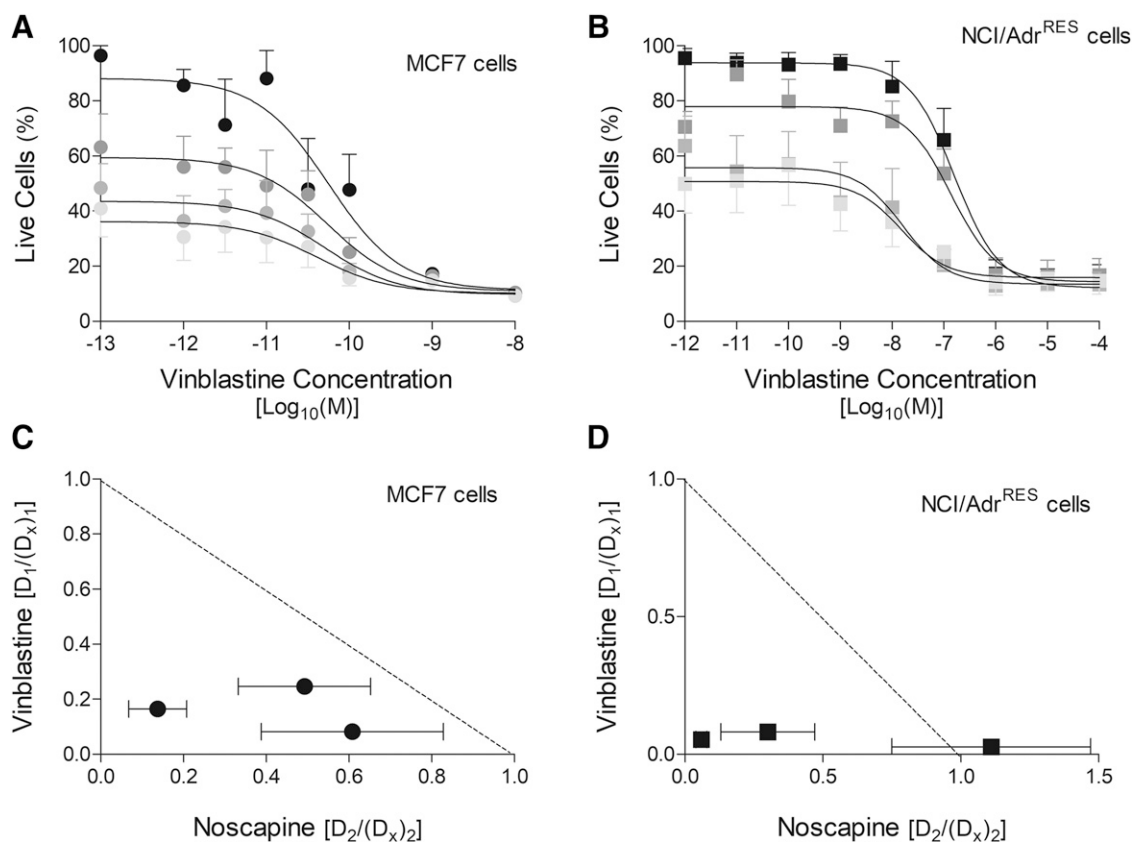 A
MCF7 cells
Live Cells (%)
100
80
60
40
20
0
-13
-12
-11
-10
-9
-8
Vinblastine Concentration
[Log10(M)]
B
NCI/Adr^RES cells
Live Cells (%)
100
80
60
40
20
0
-12
-11
-10
-9
-8
-7
-6
-5
-4
Vinblastine Concentration
[Log10(M)]
C
MCF7 cells
Vinblastine [D1/(Dx)1]
1.0
0.8
0.6
0.4
0.2
0.0
0.0
0.2
0.4
0.6
0.8
1.0
Noscapine [D2/(Dx)2]
D
NCI/Adr^RES cells
Vinblastine [D1/(Dx)1]
1.0
0.5
0.0
0.0
0.5
1.0
1.5
Noscapine [D2/(Dx)2]